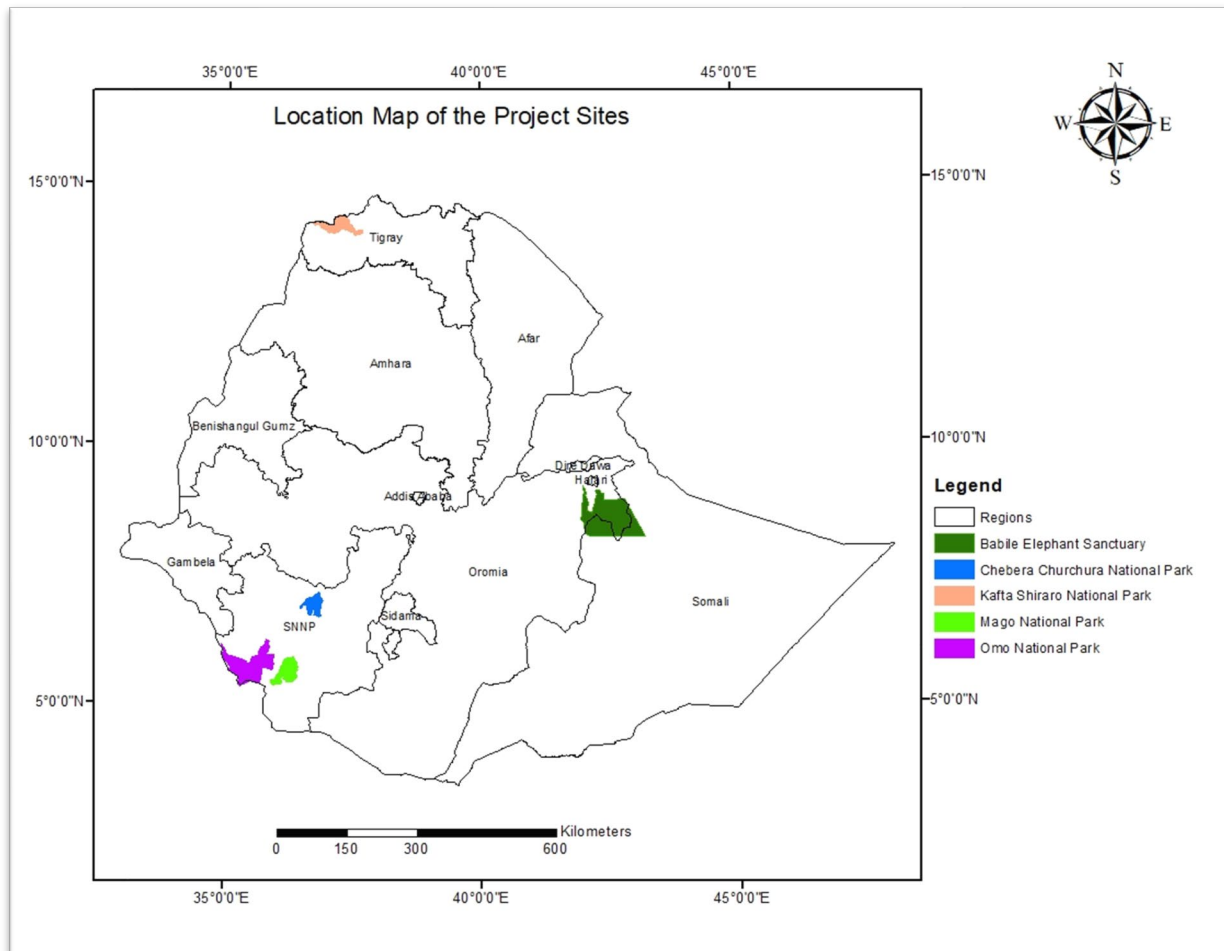 35°0'0"E 40°0'0"E 45°0'0"E
N
W E
S
Location Map of the Project Sites
15°0'0"N 15°0'0"N
Tigray
Afar
Amhara
Benishangul Gumz
10°0'0"N 10°0'0"N
Dire Dawa
Harari
Addis Ababa
Gambela
Oromia
Somali
Sidama
SNNP
5°0'0"N 5°0'0"N
Legend
Regions
Babile Elephant Sanctuary
Chebera Churchura National Park
Kafta Shiraro National Park
Mago National Park
Omo National Park
Kilometers
0 150 300 600
35°0'0"E 40°0'0"E 45°0'0"E